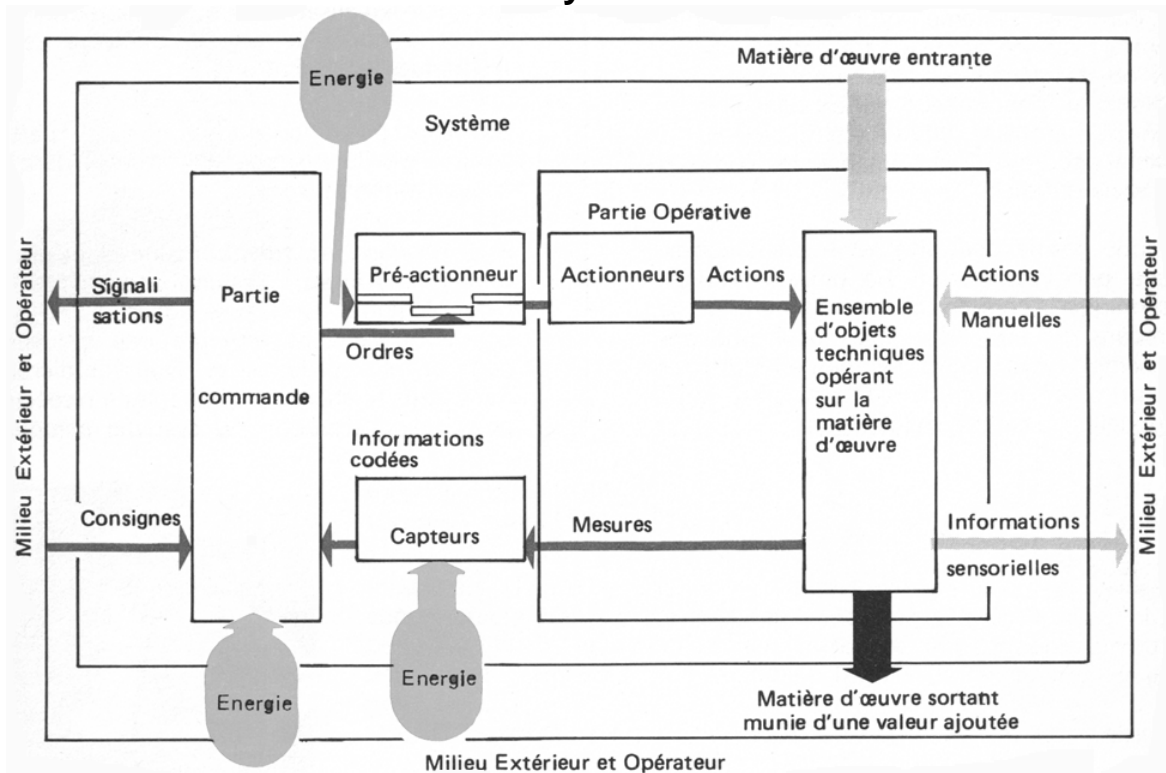 Energie
Matière d'œuvre entrante
Système
Partie Opérative
Milieu Extérieur et Opérateur
Signali
sations
Partie
commande
Pré-actionneur
Actionneurs
Actions
Ensemble
d'objets
techniques
opérant
sur la
matière
d'œuvre
Actions
Manuelles
Milieu Extérieur et Opérateur
Ordres
Informations
codées
Consignes
Capteurs
Mesures
Informations
sensorielles
Energie
Energie
Matière d'œuvre sortant
munie d'une valeur ajoutée
Milieu Extérieur et Opérateur